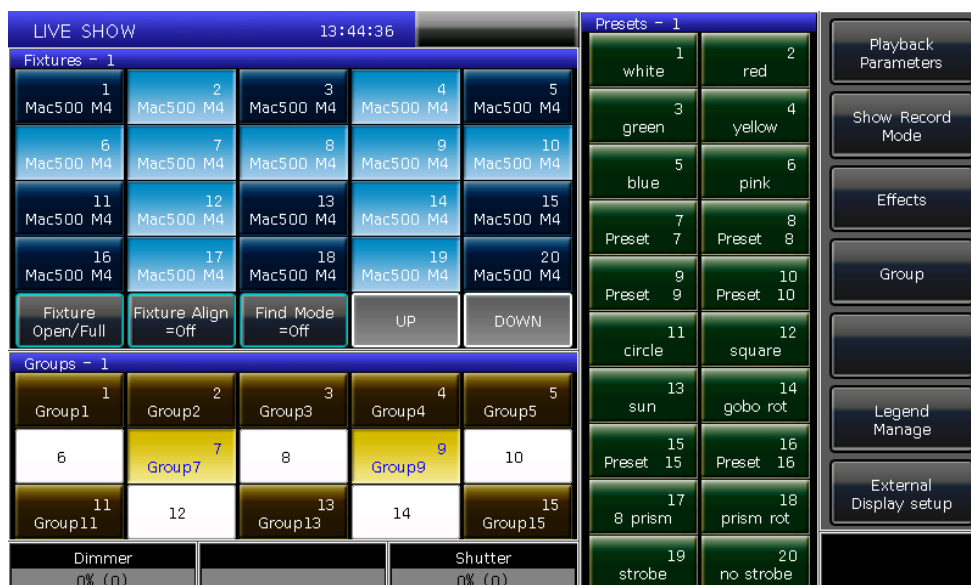 LIVE SHOW 13:44:36
Fixtures - 1
1 2 3 4 5
Mac500 M4 Mac500 M4 Mac500 M4 Mac500 M4 Mac500 M4
6 7 8 9 10
Mac500 M4 Mac500 M4 Mac500 M4 Mac500 M4 Mac500 M4
11 12 13 14 15
Mac500 M4 Mac500 M4 Mac500 M4 Mac500 M4 Mac500 M4
16 17 18 19 20
Mac500 M4 Mac500 M4 Mac500 M4 Mac500 M4 Mac500 M4
Fixture Fixture Align Find Mode UP DOWN
Open/Full =Off =Off
Groups - 1
1 2 3 4 5
Group1 Group2 Group3 Group4 Group5
6 7 8 9 10
Group7 Group9
11 12 13 14 15
Group11 Group13 Group15
Dimmer Shutter
0% (0) 0% (0)
Presets - 1
1 2
white red
3 4
green yellow
5 6
blue pink
7 8
Preset 7 Preset 8
9 10
Preset 9 Preset 10
11 12
circle square
13 14
sun gobo rot
15 16
Preset 15 Preset 16
17 18
8 prism prism rot
19 20
strobe no strobe
Playback
Parameters
Show Record
Mode
Effects
Group
Legend
Manage
External
Display setup